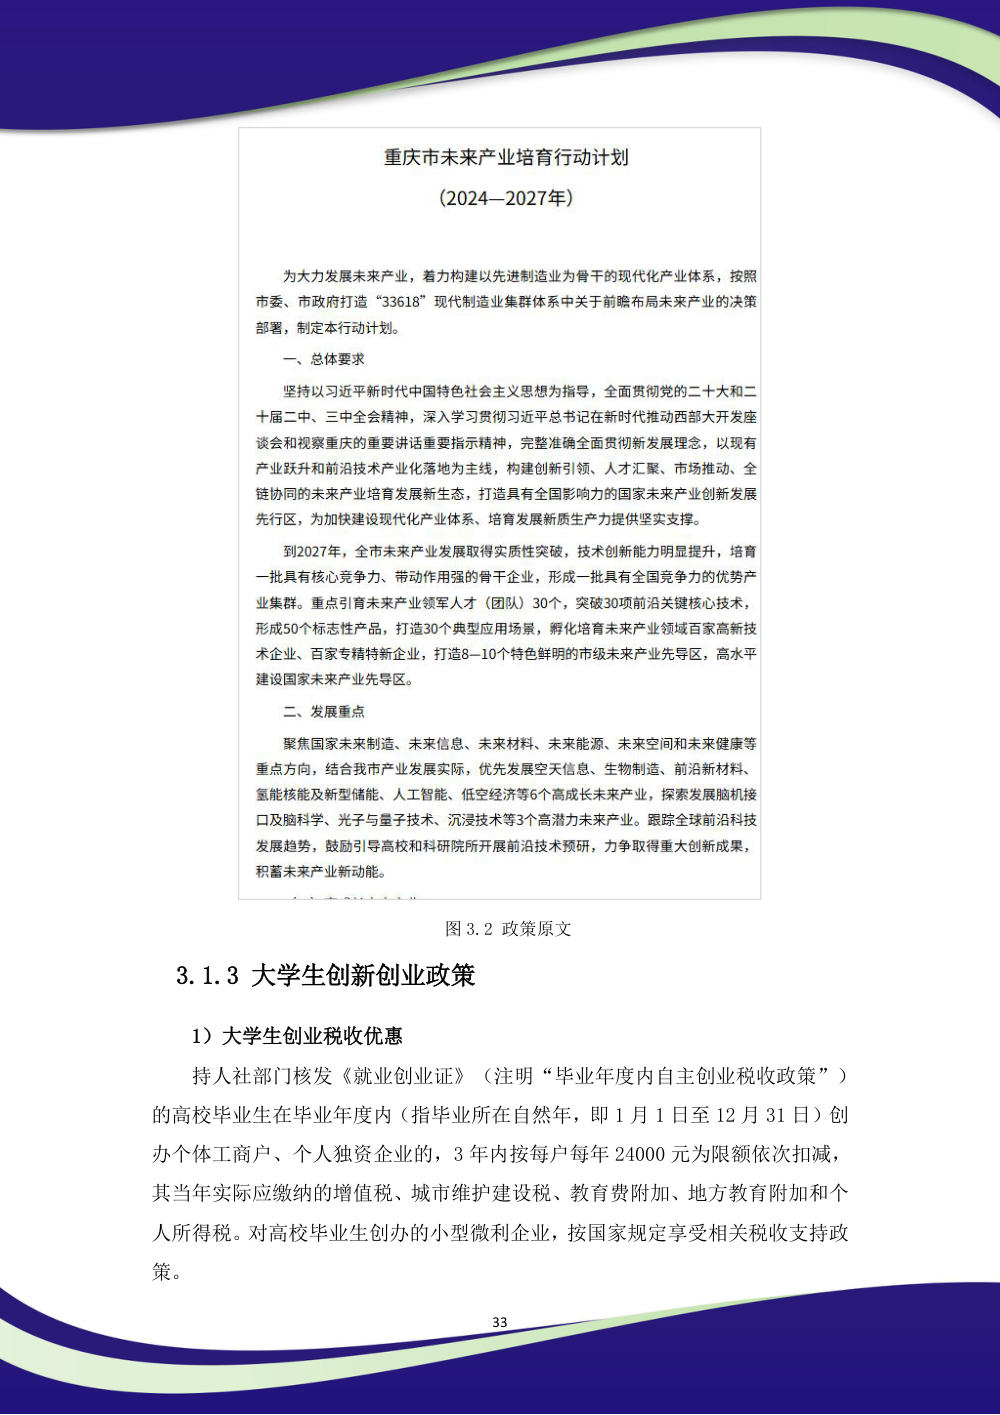 重庆市未来产业培育行动计划
（2024—2027年）
为大力发展未来产业，着力构建以先进制造业为骨干的现代化产业体系，按照
市委、市政府打造“33618”现代制造业集群体系中关于前瞻布局未来产业的决策
部署，制定本行动计划。
一、总体要求
坚持以习近平新时代中国特色社会主义思想为指导，全面贯彻党的二十大和二
十届二中、三中全会精神，深入学习贯彻习近平总书记在新时代推动西部大开发座
谈会和视察重庆的重要讲话重要指示精神，完整准确全面贯彻新发展理念，以现有
产业跃升和前沿技术产业化落地为主线，构建创新引领、人才汇聚、市场推动、全
链协同的未来产业培育发展新生态，打造具有全国影响力的国家未来产业创新发展
先行区，为加快建设现代化产业体系、培育发展新质生产力提供坚实支撑。
到2027年，全市未来产业发展取得实质性突破，技术创新能力明显提升，培育
一批具有核心竞争力、带动作用强的骨干企业，形成一批具有全国竞争力的优势产
业集群。重点引育未来产业领军人才（团队）30个，突破30项前沿关键核心技术，
形成50个标志性产品，打造30个典型应用场景，孵化培育未来产业领域百家高新技
术企业、百家专精特新企业，打造8—10个特色鲜明的市级未来产业先导区，高水平
建设国家未来产业先导区。
二、发展重点
聚焦国家未来制造、未来信息、未来材料、未来能源、未来空间和未来健康等
重点方向，结合我市产业发展实际，优先发展空天信息、生物制造、前沿新材料、
氢能核能及新型储能、人工智能、低空经济等6个高成长未来产业，探索发展脑机接
口及脑科学、光子与量子技术、沉浸技术等3个高潜力未来产业。跟踪全球前沿科技
发展趋势，鼓励引导高校和科研院所开展前沿技术预研，力争取得重大创新成果，
积蓄未来产业新动能。
图 3.2 政策原文
3.1.3 大学生创新创业政策
1）大学生创业税收优惠
持人社部门核发《就业创业证》（注明“毕业年度内自主创业税收政策”）
的高校毕业生在毕业年度内（指毕业所在自然年，即 1 月 1 日至 12 月 31 日）创
办个体工商户、个人独资企业的，3 年内按每户每年 24000 元为限额依次扣减，
其当年实际应缴纳的增值税、城市维护建设税、教育费附加、地方教育附加和个
人所得税。对高校毕业生创办的小型微利企业，按国家规定享受相关税收支持政
策。
33